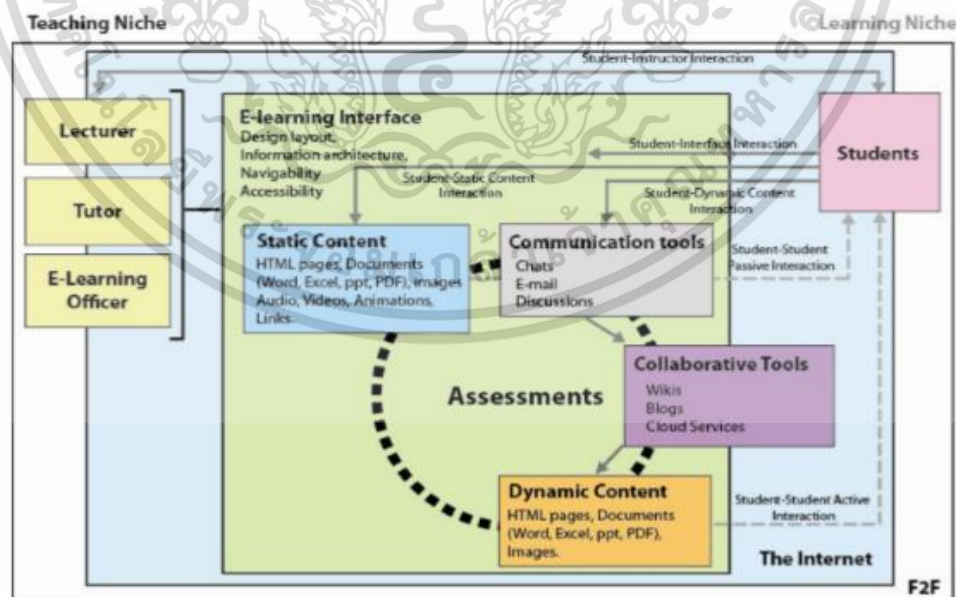 Teaching Niche
Learning Niche
Student-Instructor Interaction
Lecturer
Tutor
E-Learning
Officer
E-learning Interface
Design layout,
Information architecture,
Navigability
Accessibility
Student-Interface Interaction
Students
Student-Static Content
Interaction
Student-Dynamic Content
Interaction
Static Content
HTML pages, Documents
(Word, Excel, ppt, PDF), images
Audio, Videos, Animations.
Links.
Communication tools
Chats
E-mail
Discussions
Student-Student
Passive Interaction
Collaborative Tools
Wikis
Blogs
Cloud Services
Assessments
Dynamic Content
HTML pages, Documents
(Word, Excel, ppt, PDF),
Images.
Student-Student Active
Interaction
The Internet
F2F